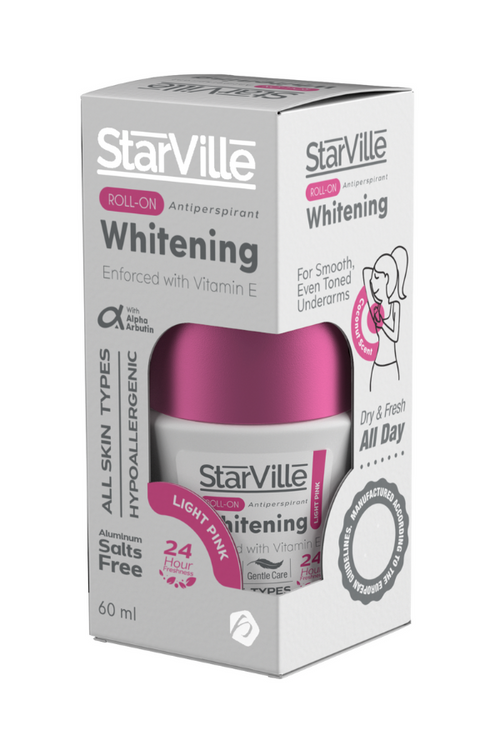 StarVille
ROLL-ON Antiperspirant
Whitening
Enforced with Vitamin E
With
Alpha
Arbutin
ALL SKIN TYPES
HYPOALLERGENIC
Aluminum
Salts
Free
24
Hour
Freshness
LIGHT PINK
60 ml
StarVille
ROLL-ON Antiperspirant
Whitening
For Smooth,
Even Toned
Underarms
Coconut Scent
Dry & Fresh
All Day
MANUFACTURED ACCORDING TO THE EUROPEAN GUIDELINES.
StarVille
ROLL-ON Antiperspirant
hitening
LIGHT PINK
d with Vitamin E
Gentle Care
24
Hou
TYPES